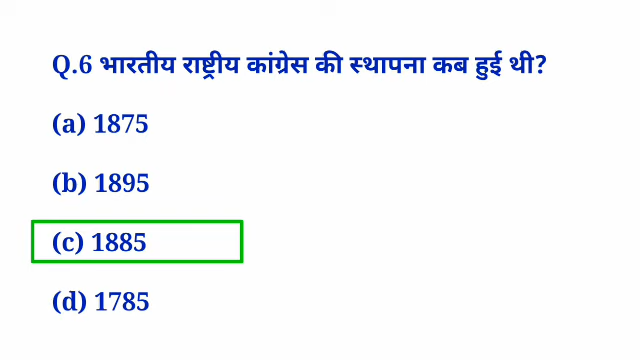 Q.6 भारतीय राष्ट्रीय कांग्रेस की स्थापना कब हुई थी?
(a) 1875
(b) 1895
(c) 1885
(d) 1785